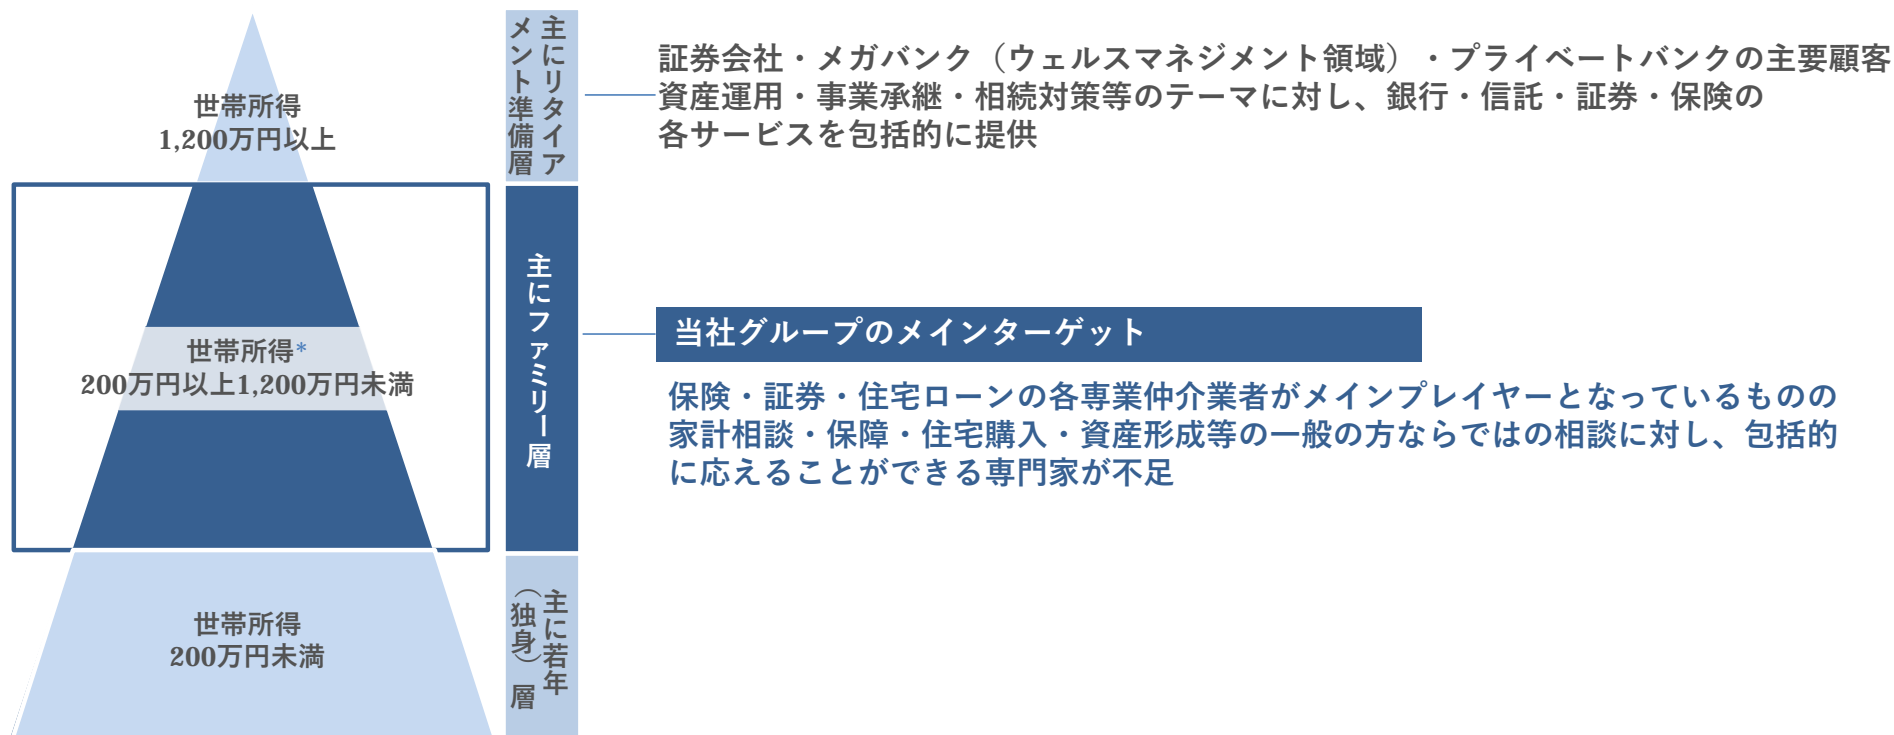 世帯所得
1,200万円以上
主にリタイア
メント準備層
証券会社・メガバンク（ウェルスマネジメント領域）・プライベートバンクの主要顧客
資産運用・事業承継・相続対策等のテーマに対し、銀行・信託・証券・保険の
各サービスを包括的に提供
世帯所得*
200万円以上1,200万円未満
主にファミリー層
当社グループのメインターゲット
保険・証券・住宅ローンの各専業仲介業者がメインプレイヤーとなっているものの
家計相談・保障・住宅購入・資産形成等の一般の方ならではの相談に対し、包括的
に応えることができる専門家が不足
世帯所得
200万円未満
主に若年
（独身）層